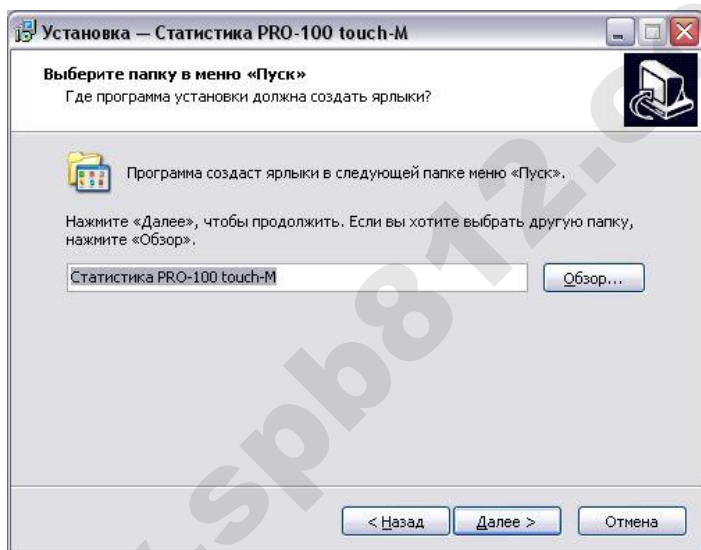 Установка — Статистика PRO-100 touch-M
Выберите папку в меню «Пуск»
Где программа установки должна создать ярлыки?
Программа создаст ярлыки в следующей папке меню «Пуск».
Нажмите «Далее», чтобы продолжить. Если вы хотите выбрать другую папку,
нажмите «Обзор».
Статистика PRO-100 touch-M
Обзор...
< Назад
Далее >
Отмена
.spb812.c